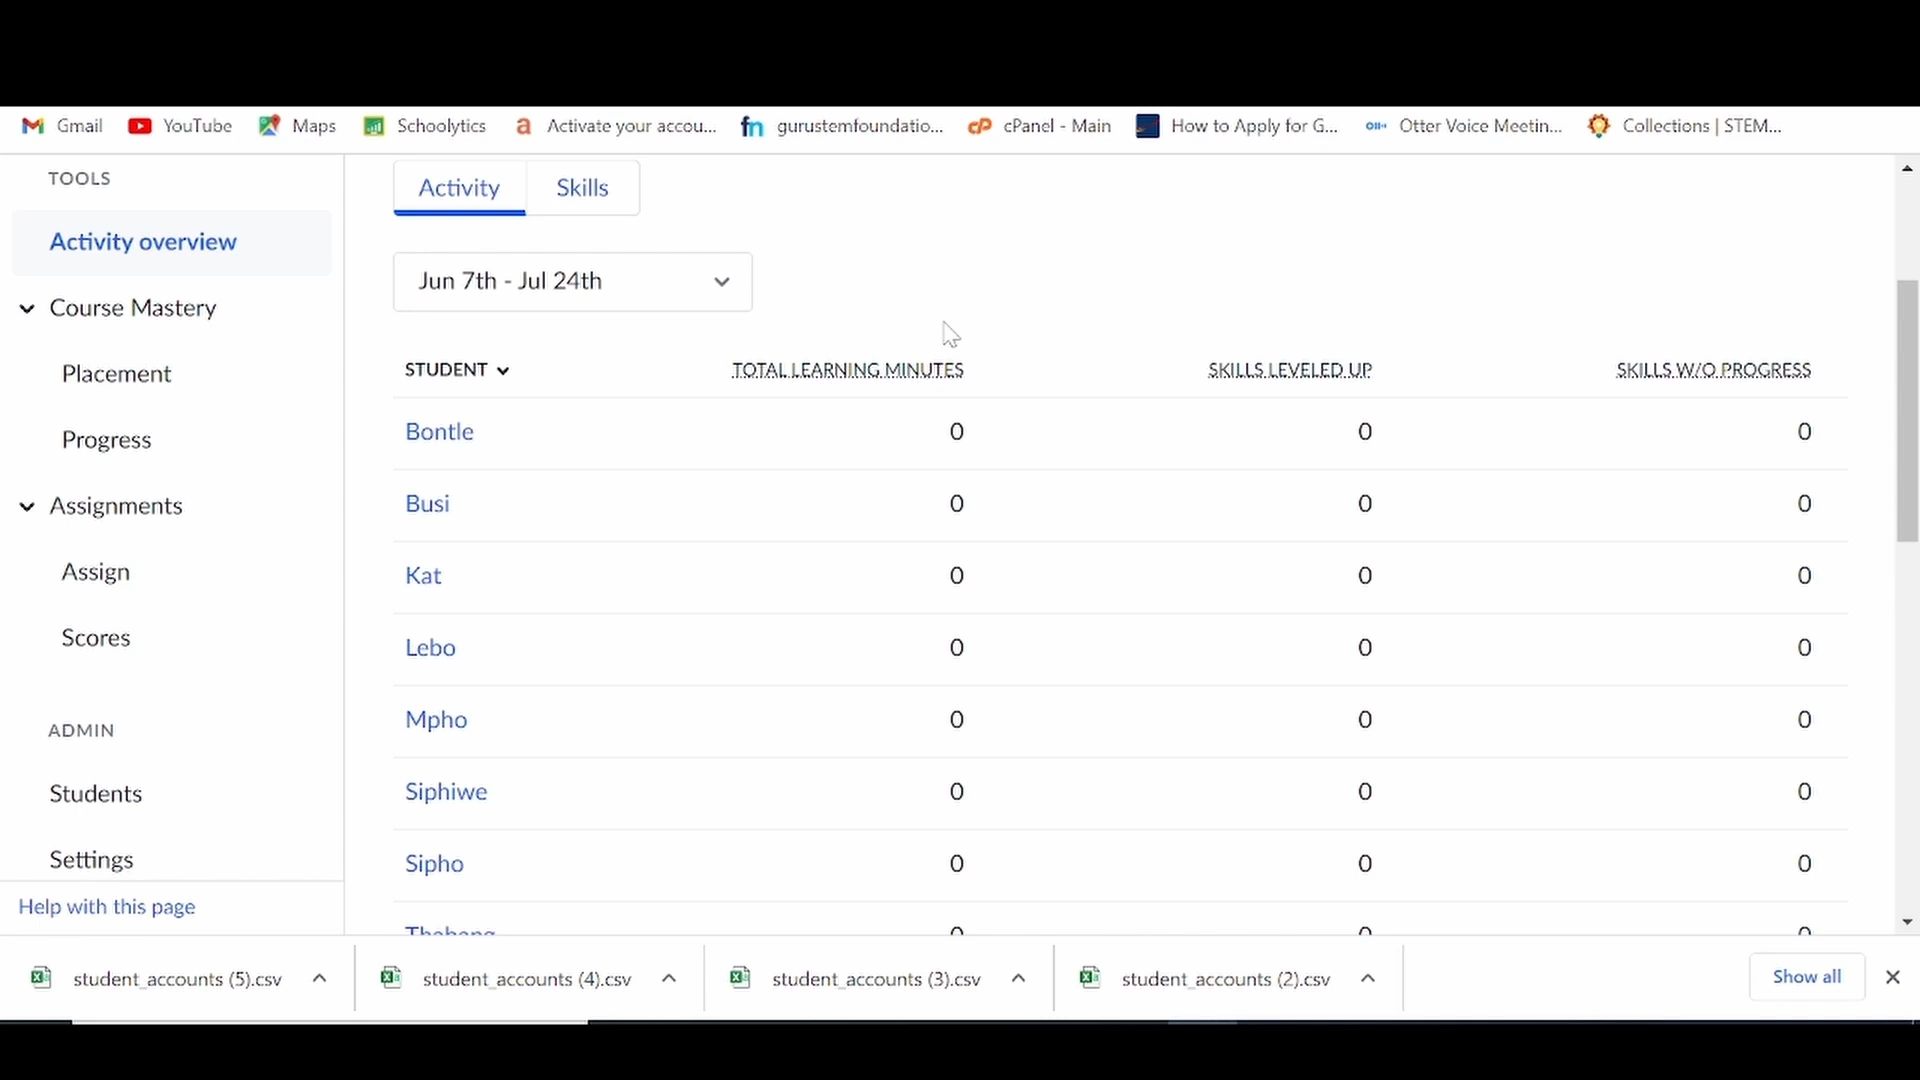 Gmail YouTube Maps Schoolytics Activate your accou... gurustemfoundatio... cPanel - Main How to Apply for G... Otter Voice Meetin... Collections | STEM...
TOOLS
Activity overview
Course Mastery
Placement
Progress
Assignments
Assign
Scores
ADMIN
Students
Settings
Help with this page
Activity Skills
Jun 7th - Jul 24th
STUDENT TOTAL LEARNING MINUTES SKILLS LEVELED UP SKILLS W/O PROGRESS
Bontle 0 0 0
Busi 0 0 0
Kat 0 0 0
Lebo 0 0 0
Mpho 0 0 0
Siphiwe 0 0 0
Sipho 0 0 0
Thabang 0 0 0
student_accounts (5).csv student_accounts (4).csv student_accounts (3).csv student_accounts (2).csv Show all